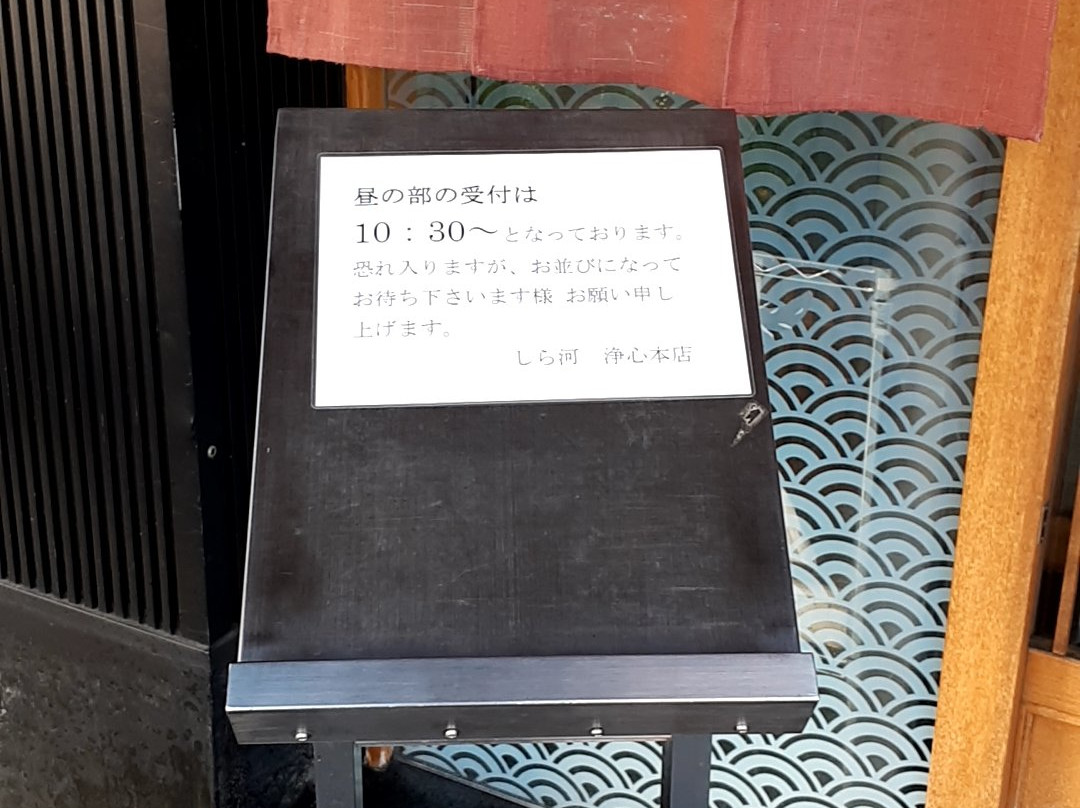 昼の部の受付は
10：30～となっております。
恐れ入りますが、お並びになって
お待ち下さいます様 お願い申し
上げます。
しら河　浄心本店